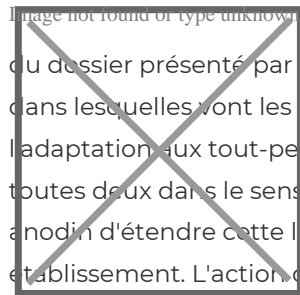 Image not found or type unknown
du dossier présenté par
dans lesquelles vont les
l'adaptation aux tout-pe
toutes deux dans le sens
anodin d'étendre cette l
établissement. L'action